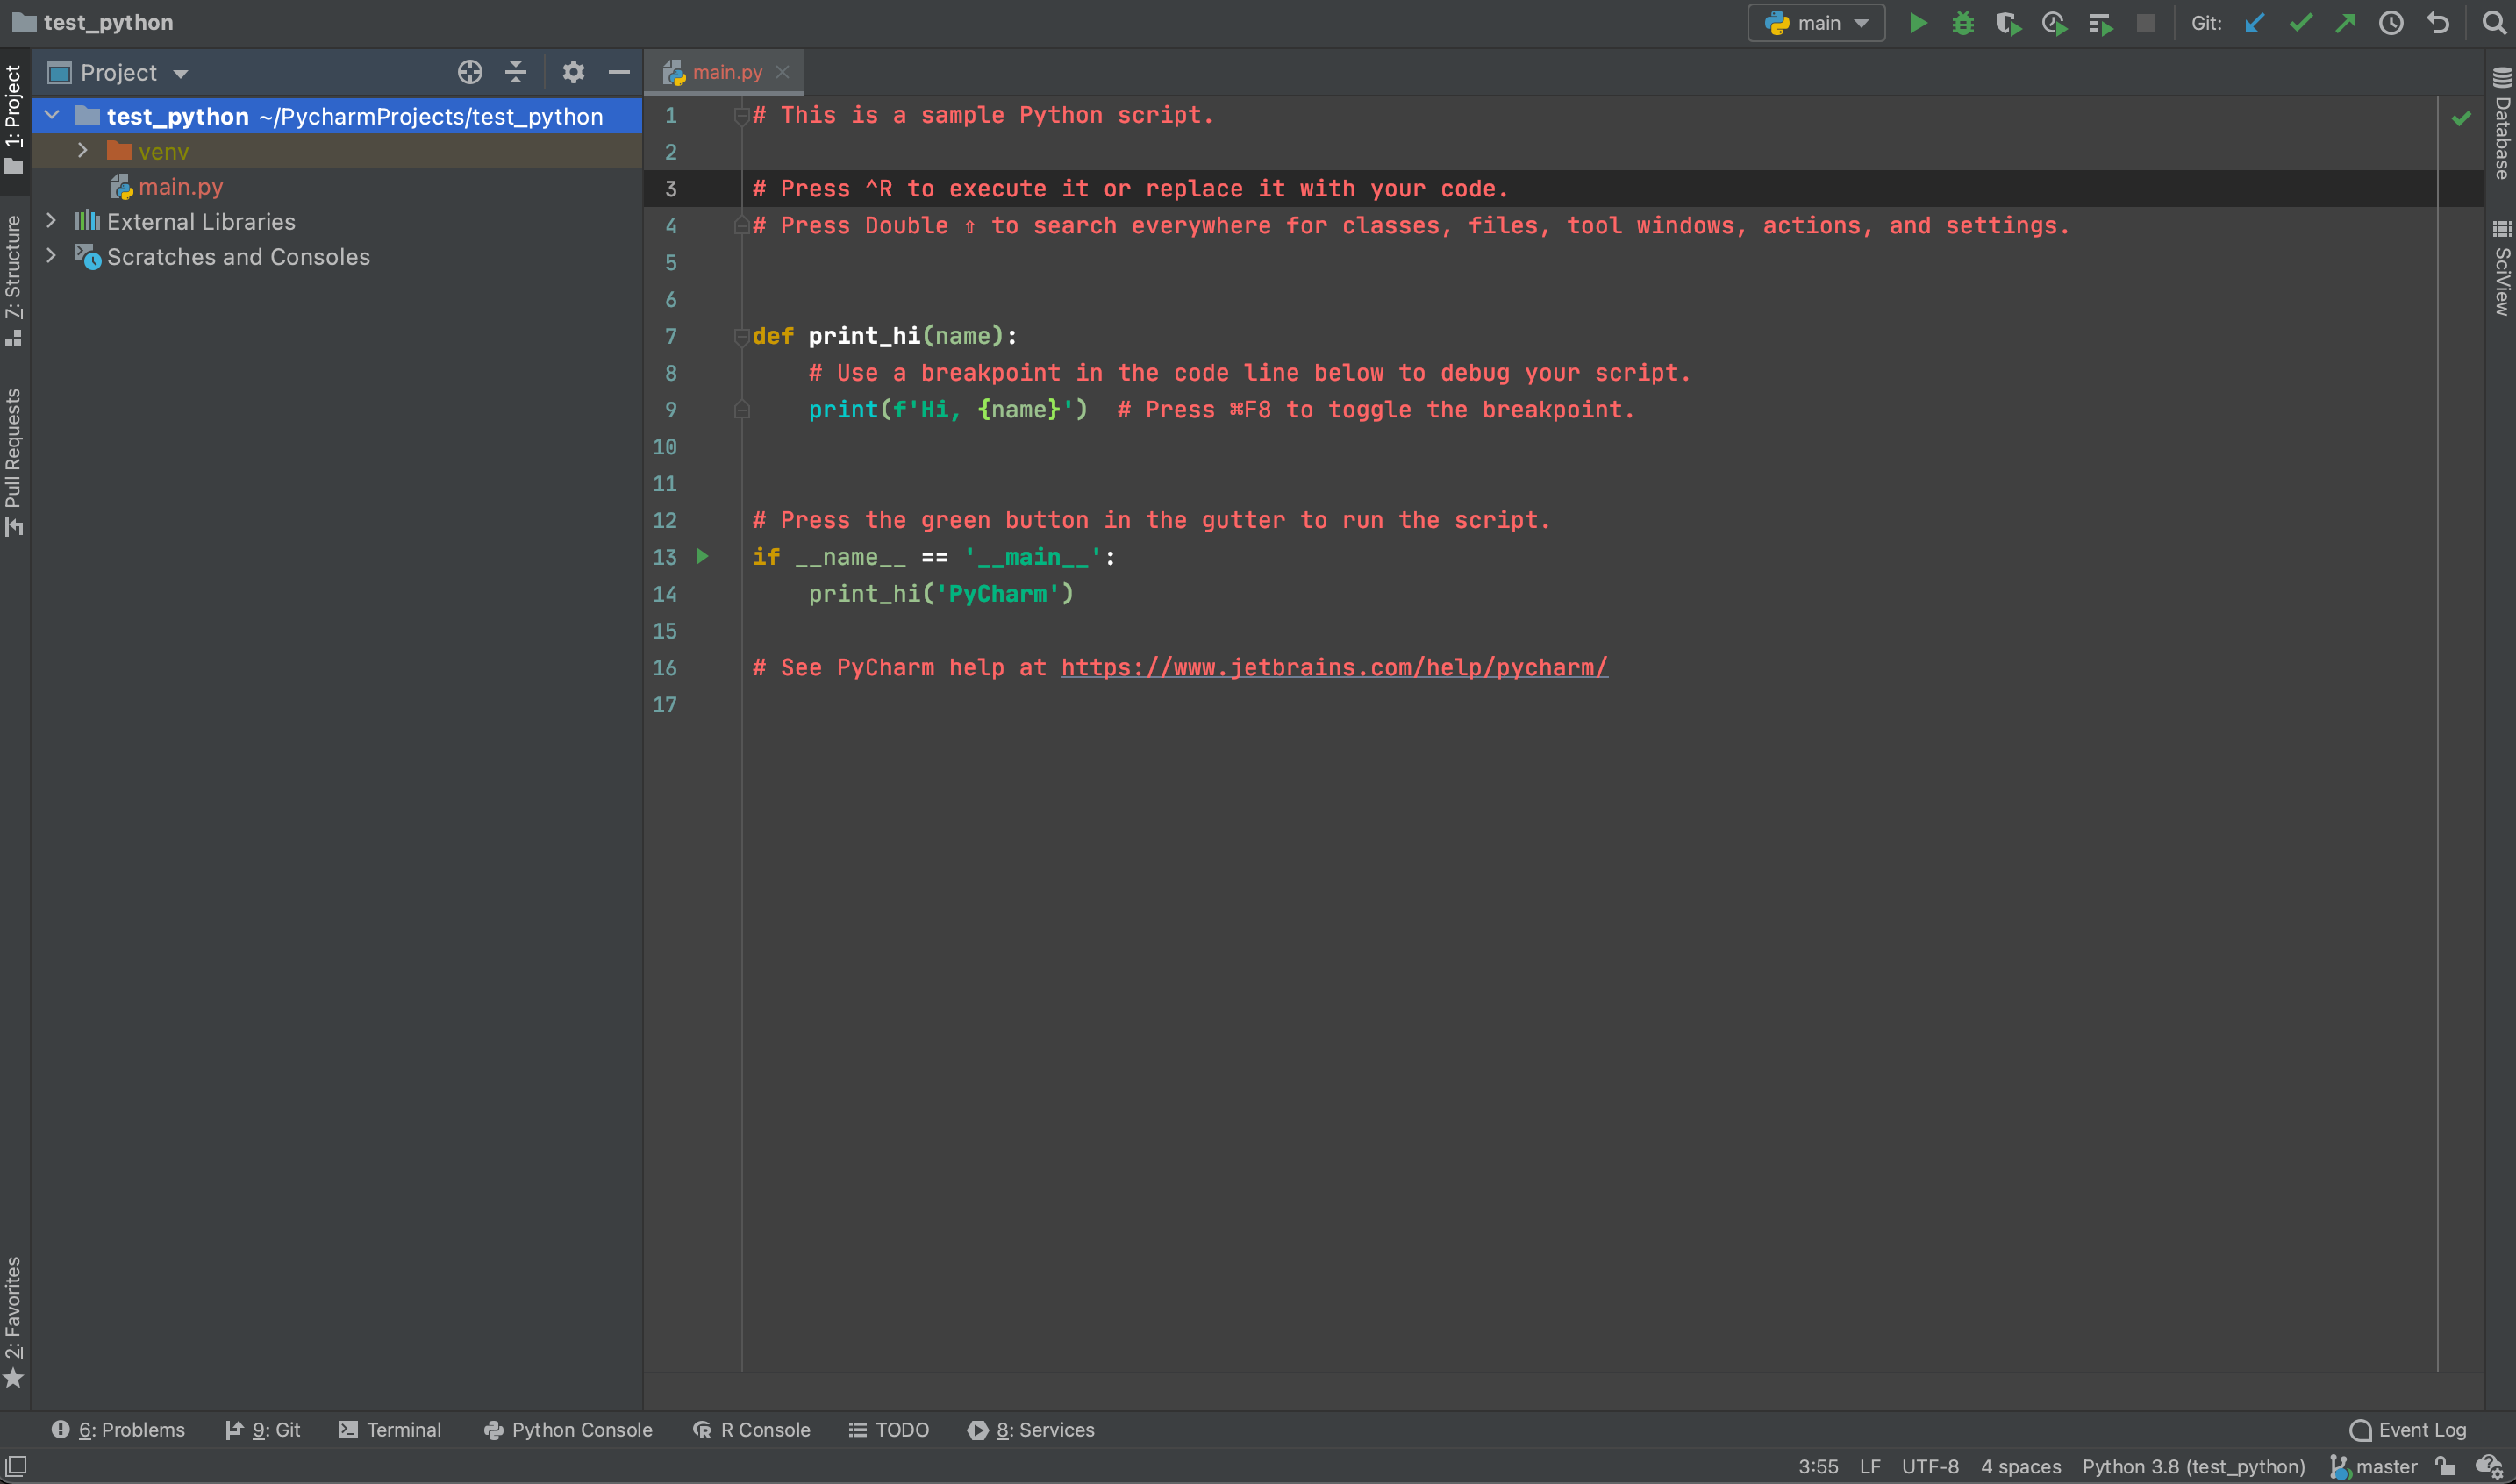 test_python
main
Git:
1: Project
7: Structure
Pull Requests
2: Favorites
Project
test_python ~/PycharmProjects/test_python
venv
main.py
External Libraries
Scratches and Consoles
main.py
1 # This is a sample Python script.
2
3 # Press ^R to execute it or replace it with your code.
4 # Press Double ⇧ to search everywhere for classes, files, tool windows, actions, and settings.
5
6
7 def print_hi(name):
8     # Use a breakpoint in the code line below to debug your script.
9     print(f'Hi, {name}')  # Press ⌘F8 to toggle the breakpoint.
10
11
12 # Press the green button in the gutter to run the script.
13 if __name__ == '__main__':
14     print_hi('PyCharm')
15
16 # See PyCharm help at https://www.jetbrains.com/help/pycharm/
17
Database
SciView
6: Problems 9: Git Terminal Python Console R Console TODO 8: Services Event Log
3:55 LF UTF-8 4 spaces Python 3.8 (test_python) master